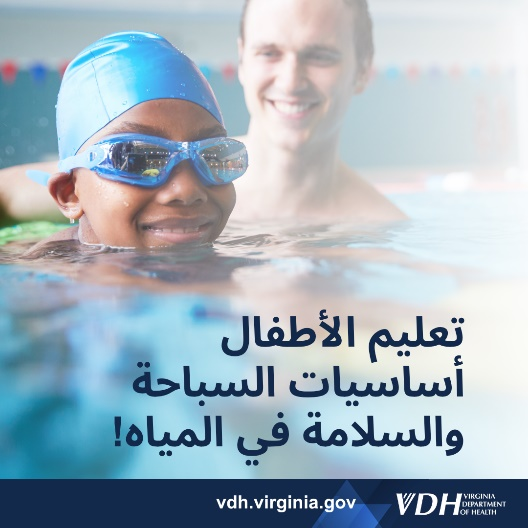 تعليم الأطفال
أساسيات السباحة
والسلامة في المياه!
vdh.virginia.gov
VDH VIRGINIA
DEPARTMENT
OF HEALTH